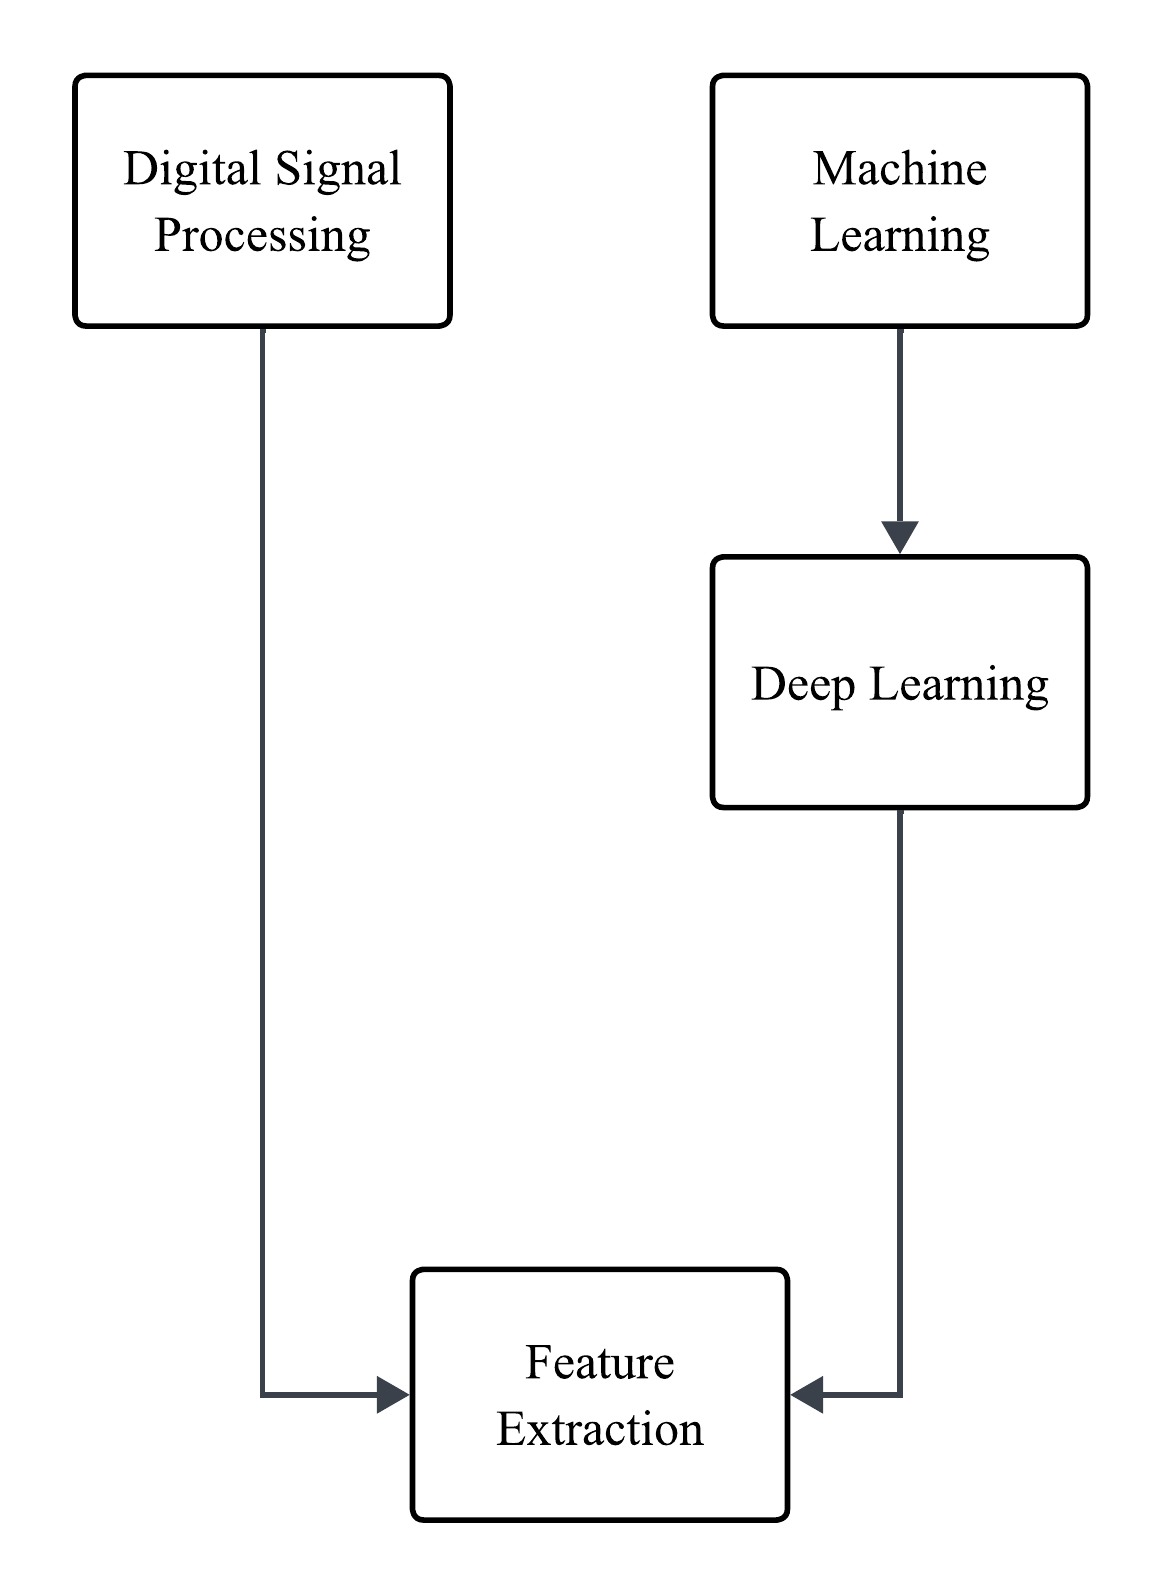 Digital Signal
Processing
Machine
Learning
Deep Learning
Feature
Extraction